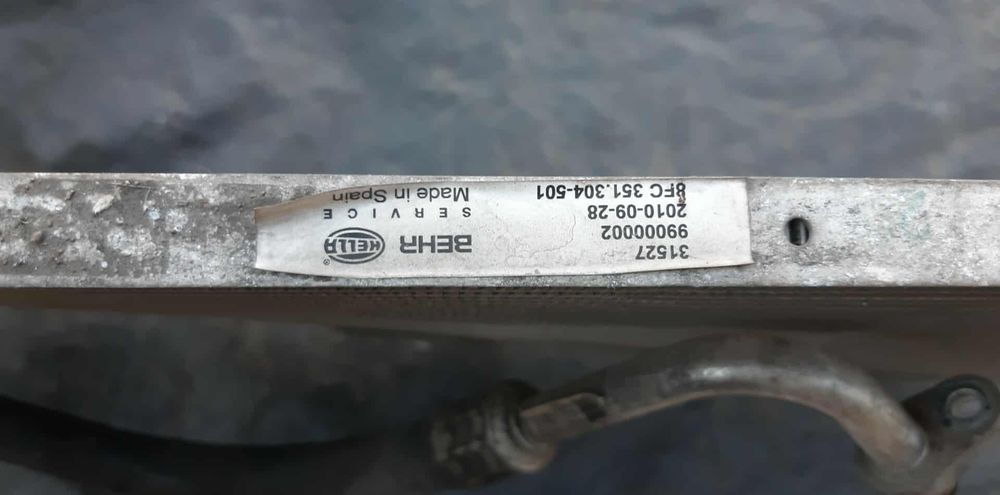 31527
99000002
2010-09-28
8FC 351.304-501
BEHR HELLA ®
SERVICE
Made in Spain